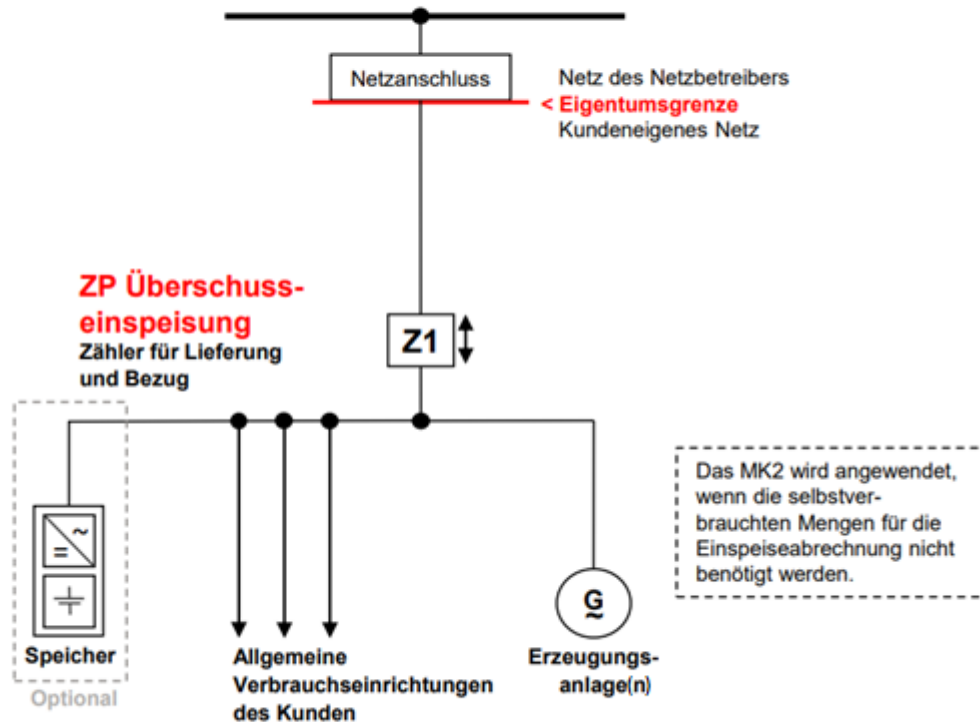 Netzanschluss
Netz des Netzbetreibers
< Eigentumsgrenze
Kundeneigenes Netz
ZP Überschuss-
einspeisung
Zähler für Lieferung
und Bezug
Z1
Das MK2 wird angewendet,
wenn die selbstver-
brauchten Mengen für die
Einspeiseabrechnung nicht
benötigt werden.
G
Speicher
Optional
Allgemeine
Verbrauchseinrichtungen
des Kunden
Erzeugungs-
anlage(n)